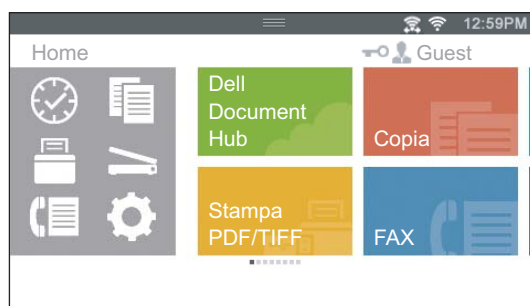 12:59PM
Home
Guest
Dell
Document
Hub
Copia
Stampa
PDF/TIFF
FAX